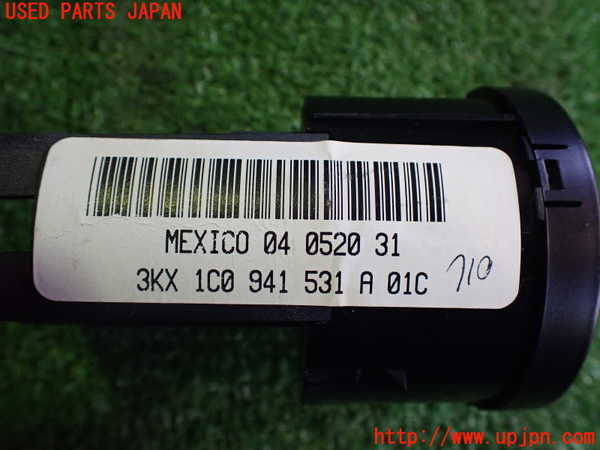 USED PARTS JAPAN
MEXICO 04 0520 31
3KX 1C0 941 531 A 01C
710
http://www.upjpn.com/